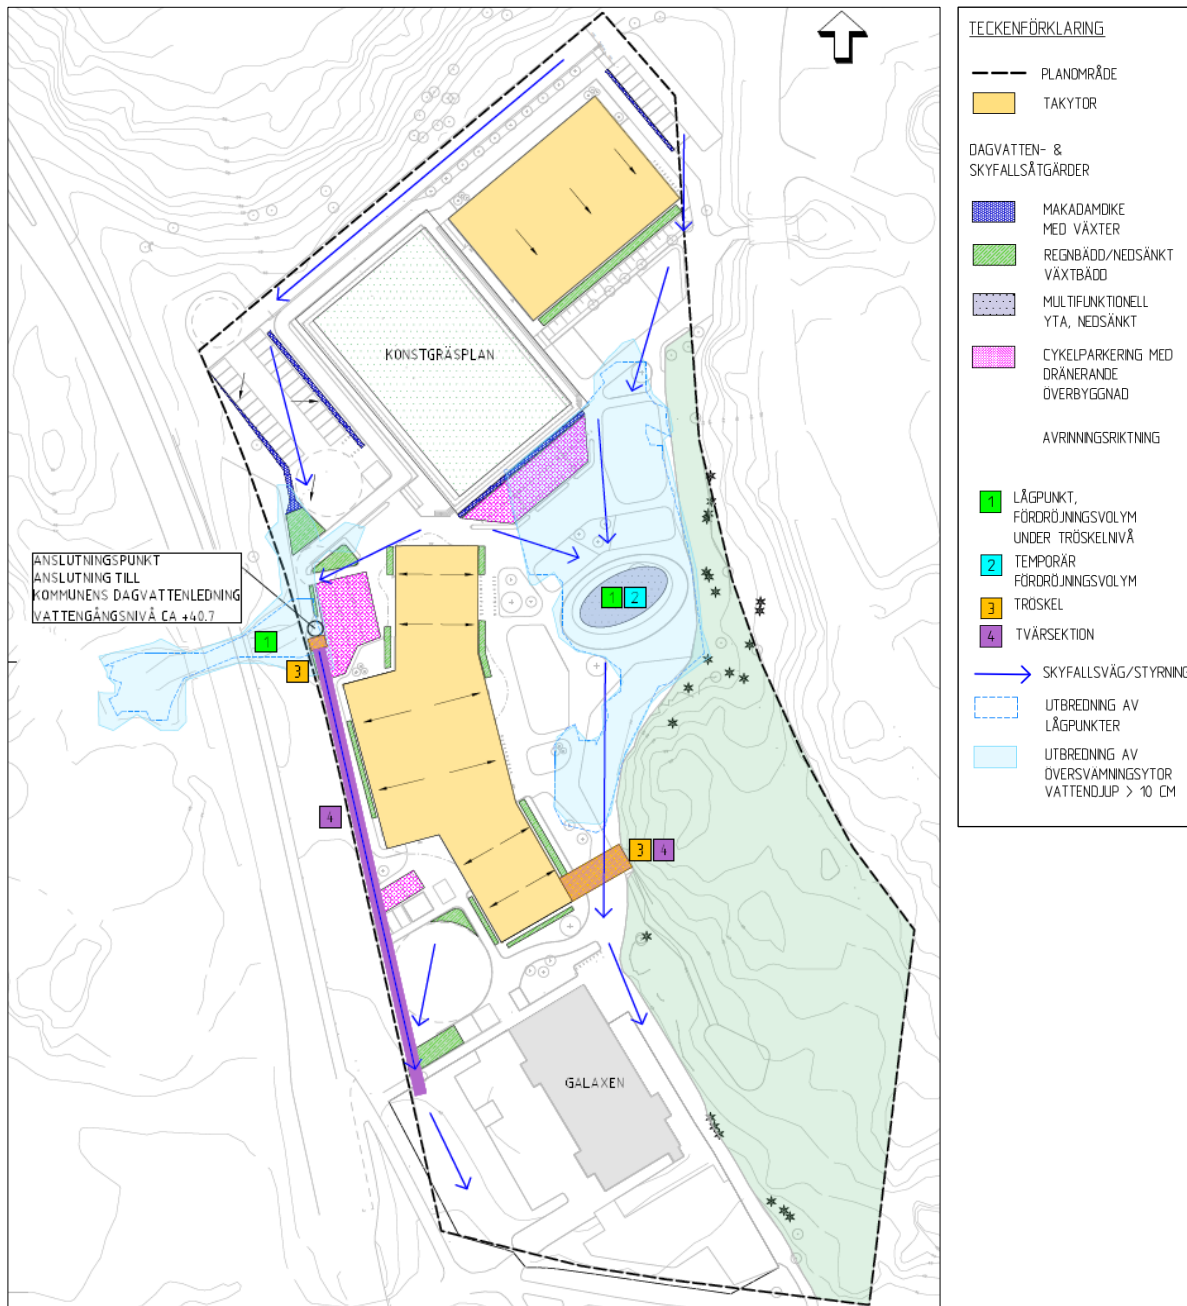 KONSTGRÄSPLAN
ANSLUTNINGSPUNKT
ANSLUTNING TILL
KOMMUNENS DAGVATTENLEDNING
VATTENGÅNGSNIVÅ CA +40.7
1
3
1 2
4
3 4
GALAXEN
TECKENFÖRKLARING
PLANOMRÅDE
TAKYTOR
DAGVATTEN- &
SKYFALLSÅTGÄRDER
MAKADAMDIKE
MED VÄXTER
REGNBÄDD/NEDSÄNKT
VÄXTBÄDD
MULTIFUNKTIONELL
YTA, NEDSÄNKT
CYKELPARKERING MED
DRÄNERANDE
ÖVERBYGGNAD
AVRINNINGSRIKTNING
1 LÅGPUNKT,
FÖRDRÖJNINGSVOLYM
UNDER TRÖSKELNIVÅ
2 TEMPORÄR
FÖRDRÖJNINGSVOLYM
3 TRÖSKEL
4 TVÄRSEKTION
SKYFALLSVÄG/STYRNING
UTBREDNING AV
LÅGPUNKTER
UTBREDNING AV
ÖVERSVÄMNINGSYTOR
VATTENDJUP > 10 CM